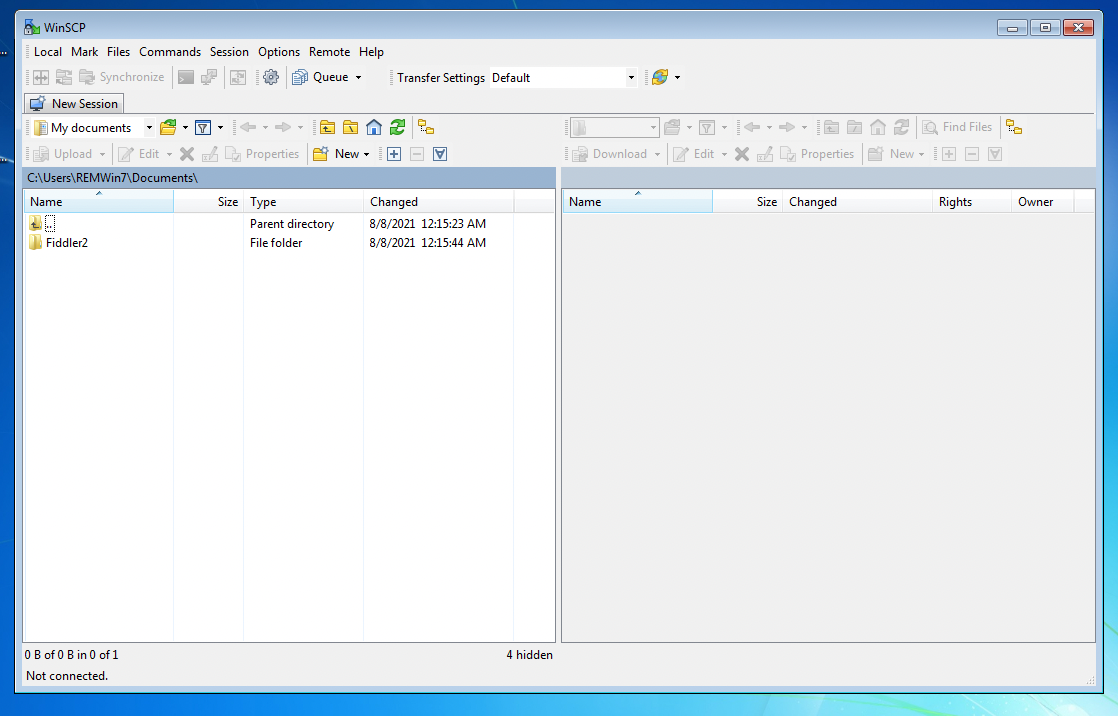 WinSCP
Local Mark Files Commands Session Options Remote Help
Synchronize Queue Transfer Settings Default
New Session
My documents Find Files
Upload Edit Properties New Download Edit Properties New
C:\Users\REMWin7\Documents\
Name Size Type Changed Name Size Changed Rights Owner
.. Parent directory 8/8/2021 12:15:23 AM
Fiddler2 File folder 8/8/2021 12:15:44 AM
0 B of 0 B in 0 of 1 4 hidden
Not connected.